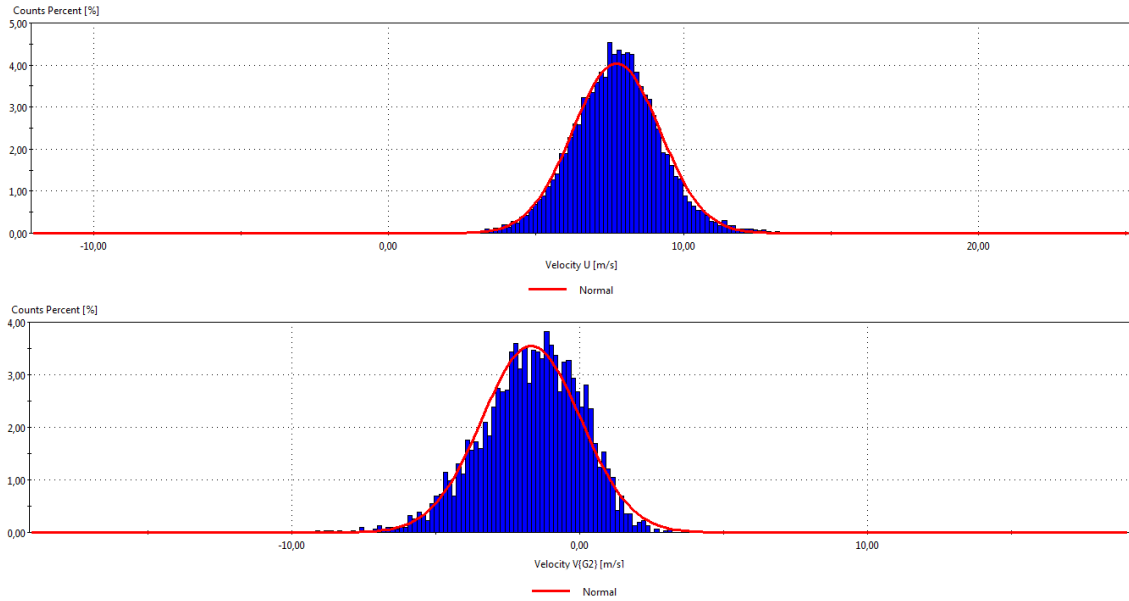 Counts Percent [%]
5,00
4,00
3,00
2,00
1,00
0,00
-10,00 0,00 10,00 20,00
Velocity U [m/s]
Normal
Counts Percent [%]
4,00
3,00
2,00
1,00
0,00
-10,00 0,00 10,00
Velocity V{G2} [m/s]
Normal